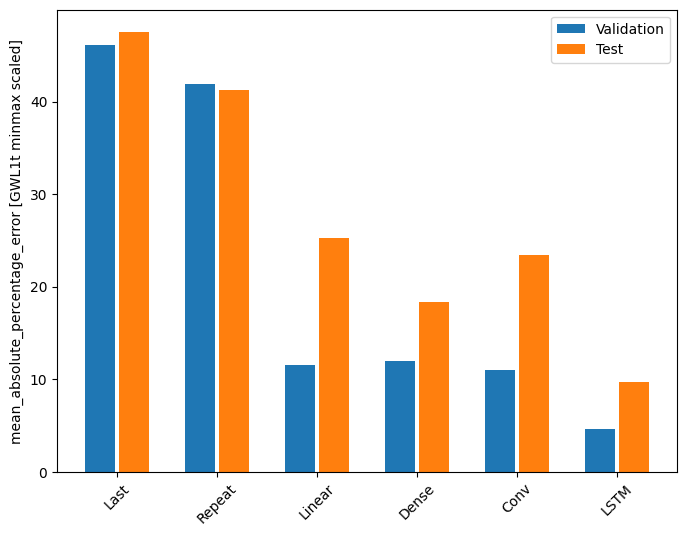 mean_absolute_percentage_error [GWL1t minmax scaled]
40
30
20
10
0
Validation
Test
Last
Repeat
Linear
Dense
Conv
LSTM